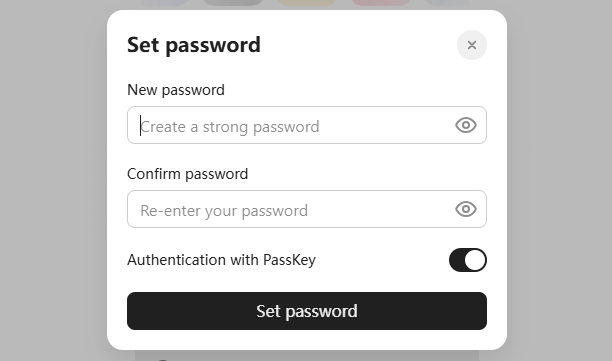 Set password
New password
Create a strong password
Confirm password
Re-enter your password
Authentication with PassKey
Set password